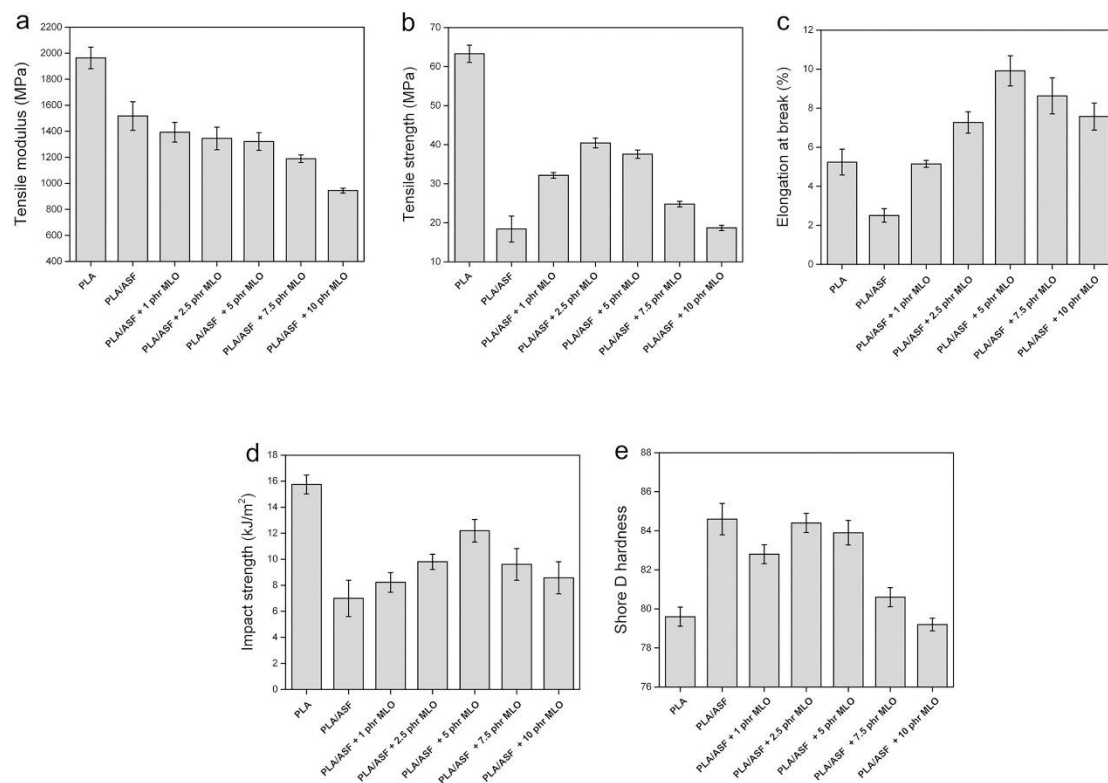 a
Tensile modulus (MPa)
2200
2000
1800
1600
1400
1200
1000
800
600
400
PLA
PLA/ASF
PLA/ASF + 1 phr MLO
PLA/ASF + 2.5 phr MLO
PLA/ASF + 5 phr MLO
PLA/ASF + 7.5 phr MLO
PLA/ASF + 10 phr MLO
b
Tensile strength (MPa)
70
60
50
40
30
20
10
PLA
PLA/ASF
PLA/ASF + 1 phr MLO
PLA/ASF + 2.5 phr MLO
PLA/ASF + 5 phr MLO
PLA/ASF + 7.5 phr MLO
PLA/ASF + 10 phr MLO
c
Elongation at break (%)
12
10
8
6
4
2
0
PLA
PLA/ASF
PLA/ASF + 1 phr MLO
PLA/ASF + 2.5 phr MLO
PLA/ASF + 5 phr MLO
PLA/ASF + 7.5 phr MLO
PLA/ASF + 10 phr MLO
d
Impact strength (kJ/m²)
18
16
14
12
10
8
6
4
2
0
PLA
PLA/ASF
PLA/ASF + 1 phr MLO
PLA/ASF + 2.5 phr MLO
PLA/ASF + 5 phr MLO
PLA/ASF + 7.5 phr MLO
PLA/ASF + 10 phr MLO
e
Shore D hardness
88
86
84
82
80
78
76
PLA
PLA/ASF
PLA/ASF + 1 phr MLO
PLA/ASF + 2.5 phr MLO
PLA/ASF + 5 phr MLO
PLA/ASF + 7.5 phr MLO
PLA/ASF + 10 phr MLO